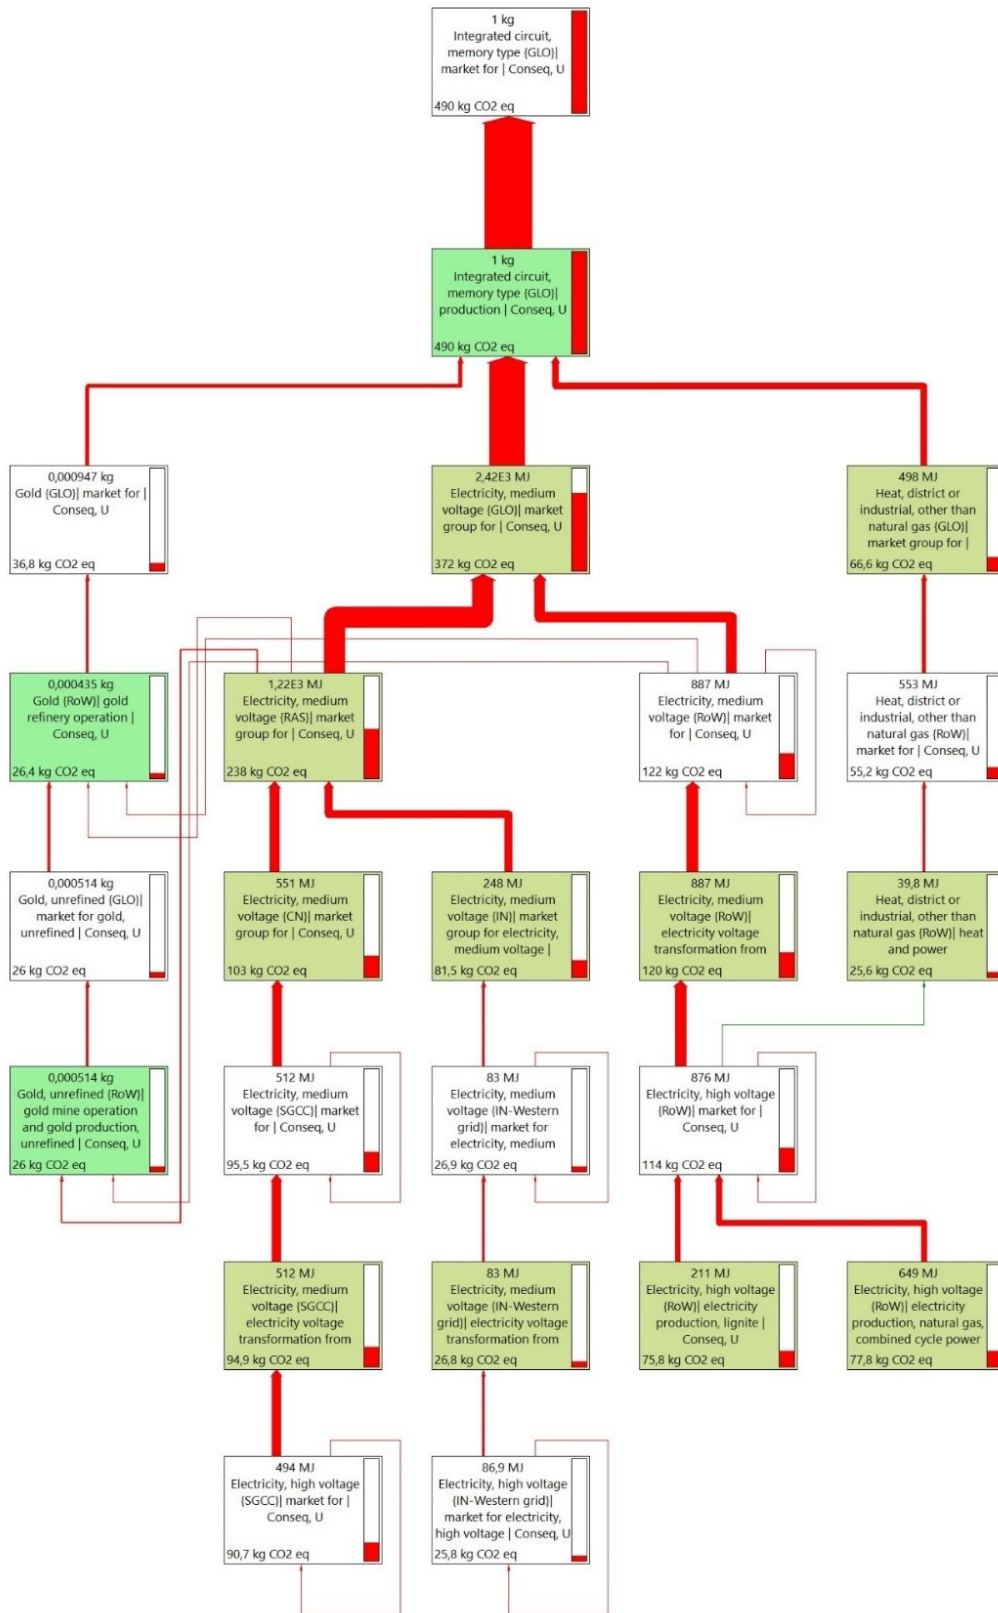 1 kg
Integrated circuit,
memory type {GLO}|
market for | Conseq, U
490 kg CO2 eq
1 kg
Integrated circuit,
memory type {GLO}|
production | Conseq, U
490 kg CO2 eq
0,000947 kg
Gold {GLO}| market for |
Conseq, U
36,8 kg CO2 eq
2,42E3 MJ
Electricity, medium
voltage {GLO}| market
group for | Conseq, U
372 kg CO2 eq
498 MJ
Heat, district or
industrial, other than
natural gas {GLO}|
market group for |
66,6 kg CO2 eq
0,000435 kg
Gold {RoW}| gold
refinery operation |
Conseq, U
26,4 kg CO2 eq
1,22E3 MJ
Electricity, medium
voltage {RAS}| market
group for | Conseq, U
238 kg CO2 eq
887 MJ
Electricity, medium
voltage {RoW}| market
for | Conseq, U
122 kg CO2 eq
553 MJ
Heat, district or
industrial, other than
natural gas {RoW}|
market for | Conseq, U
55,2 kg CO2 eq
0,000514 kg
Gold, unrefined {GLO}|
market for gold,
unrefined | Conseq, U
26 kg CO2 eq
551 MJ
Electricity, medium
voltage {CN}| market
group for | Conseq, U
103 kg CO2 eq
248 MJ
Electricity, medium
voltage {IN}| market
group for electricity,
medium voltage |
81,5 kg CO2 eq
887 MJ
Electricity, medium
voltage {RoW}|
electricity voltage
transformation from
120 kg CO2 eq
39,8 MJ
Heat, district or
industrial, other than
natural gas {RoW}| heat
and power
25,6 kg CO2 eq
0,000514 kg
Gold, unrefined {RoW}|
gold mine operation
and gold production,
unrefined | Conseq, U
26 kg CO2 eq
512 MJ
Electricity, medium
voltage {SGCC}| market
for | Conseq, U
95,5 kg CO2 eq
83 MJ
Electricity, medium
voltage {IN-Western
grid}| market for
electricity, medium
26,9 kg CO2 eq
876 MJ
Electricity, high voltage
{RoW}| market for |
Conseq, U
114 kg CO2 eq
512 MJ
Electricity, medium
voltage {SGCC}|
electricity voltage
transformation from
94,9 kg CO2 eq
83 MJ
Electricity, medium
voltage {IN-Western
grid}| electricity voltage
transformation from
26,8 kg CO2 eq
211 MJ
Electricity, high voltage
{RoW}| electricity
production, lignite |
Conseq, U
75,8 kg CO2 eq
649 MJ
Electricity, high voltage
{RoW}| electricity
production, natural gas,
combined cycle power
77,8 kg CO2 eq
494 MJ
Electricity, high voltage
{SGCC}| market for |
Conseq, U
90,7 kg CO2 eq
86,9 MJ
Electricity, high voltage
{IN-Western grid}|
market for electricity,
high voltage | Conseq, U
25,8 kg CO2 eq